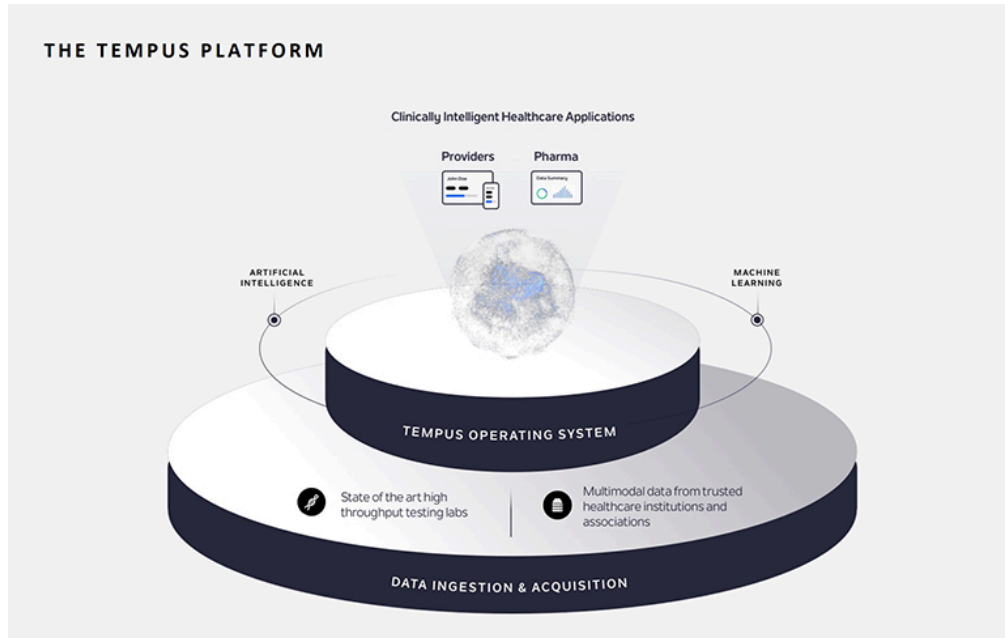 THE TEMPUS PLATFORM
Clinically Intelligent Healthcare Applications
Providers
Pharma
John Doe
Data Summary
ARTIFICIAL
INTELLIGENCE
MACHINE
LEARNING
TEMPUS OPERATING SYSTEM
State of the art high
throughput testing labs
Multimodal data from trusted
healthcare institutions and
associations
DATA INGESTION & ACQUISITION